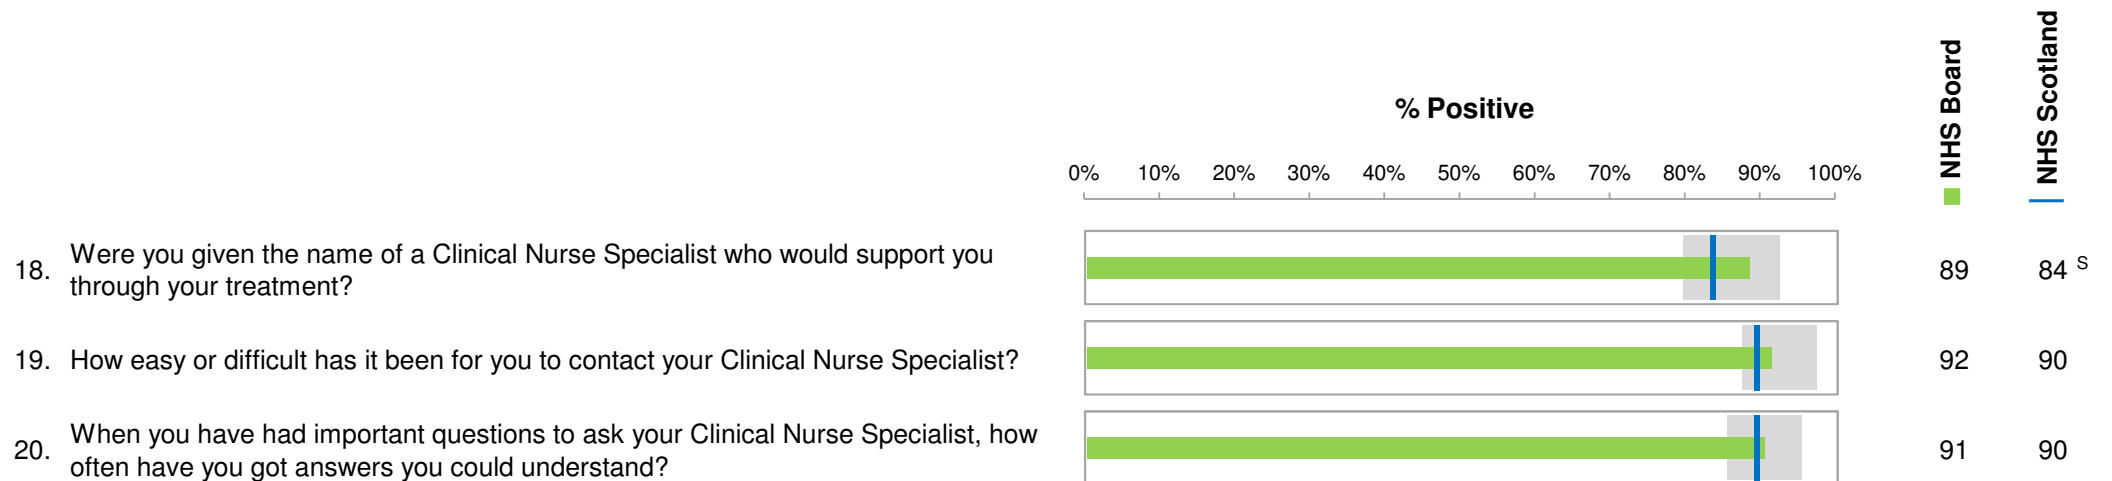 NHS Board
NHS Scotland
% Positive
0% 10% 20% 30% 40% 50% 60% 70% 80% 90% 100%
18. Were you given the name of a Clinical Nurse Specialist who would support you
through your treatment?
89 84 S
19. How easy or difficult has it been for you to contact your Clinical Nurse Specialist?
92 90
20. When you have had important questions to ask your Clinical Nurse Specialist, how
often have you got answers you could understand?
91 90